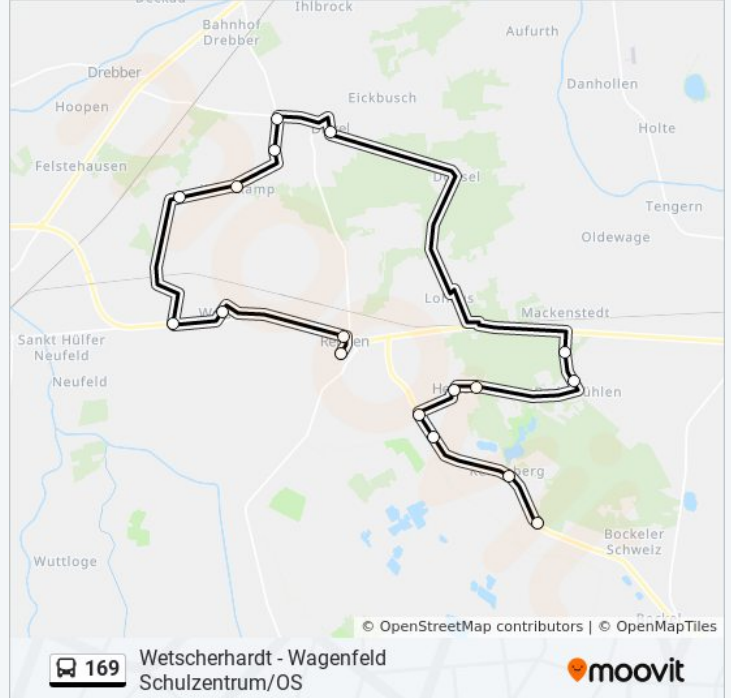 Deckau
Ihlbrock
Bahnhof
Drebber
Aufurth
Drebber
Danhollen
Eickbusch
Hoopen
Holte
Felstehausen
Tengern
Oldewage
Mackenstedt
Sankt Hülfer
Neufeld
Neufeld
Wuttloge
Bockeler
Schweiz
© OpenStreetMap contributors | © OpenMapTiles
169
Wetscherhardt - Wagenfeld
Schulzentrum/OS
moovit